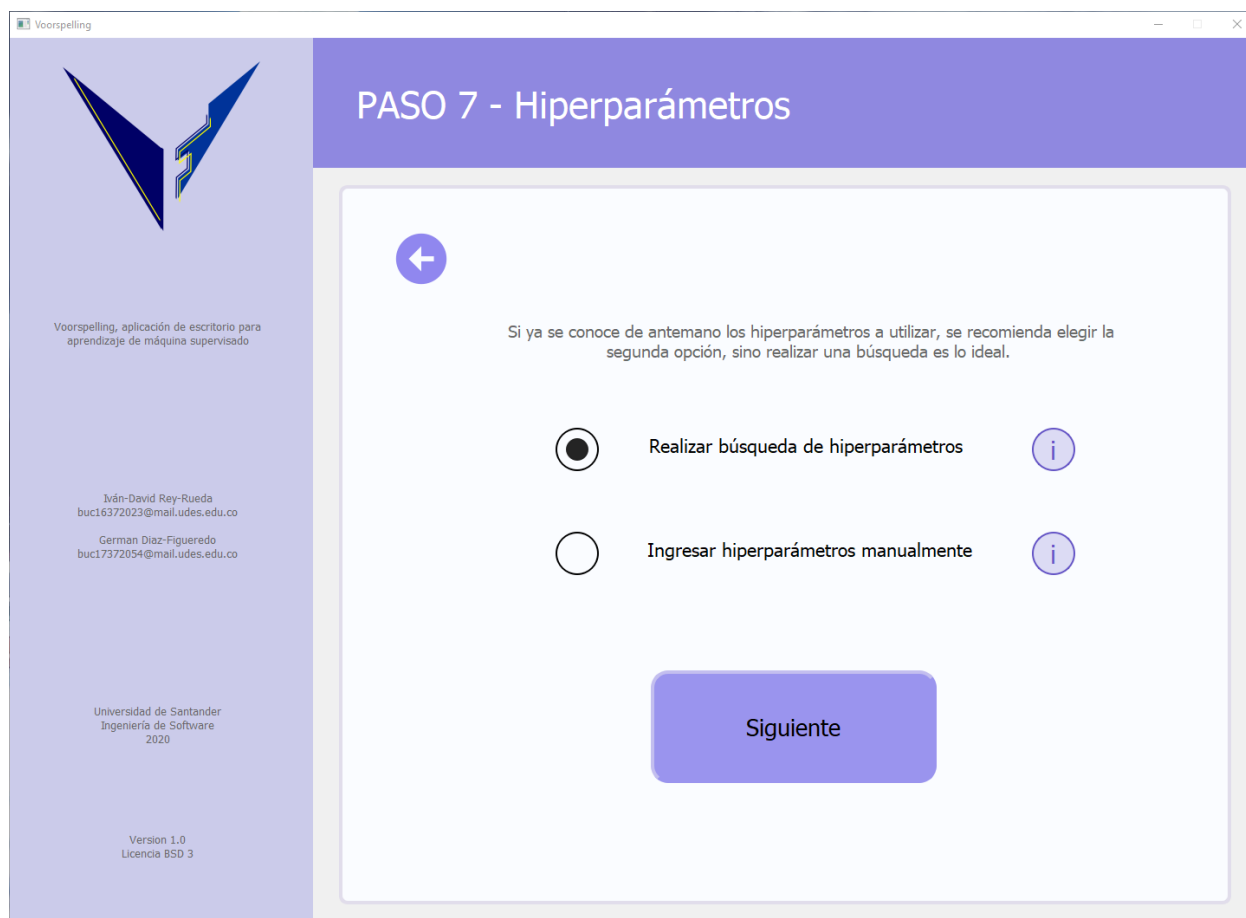 Voorspelling
PASO 7 - Hiperparámetros
Voorspelling, aplicación de escritorio para
aprendizaje de máquina supervisado
Iván-David Rey-Rueda
buc16372023@mail.udes.edu.co
German Diaz-Figueredo
buc17372054@mail.udes.edu.co
Universidad de Santander
Ingeniería de Software
2020
Version 1.0
Licencia BSD 3
Si ya se conoce de antemano los hiperparámetros a utilizar, se recomienda elegir la
segunda opción, sino realizar una búsqueda es lo ideal.
Realizar búsqueda de hiperparámetros
i
Ingresar hiperparámetros manualmente
i
Siguiente